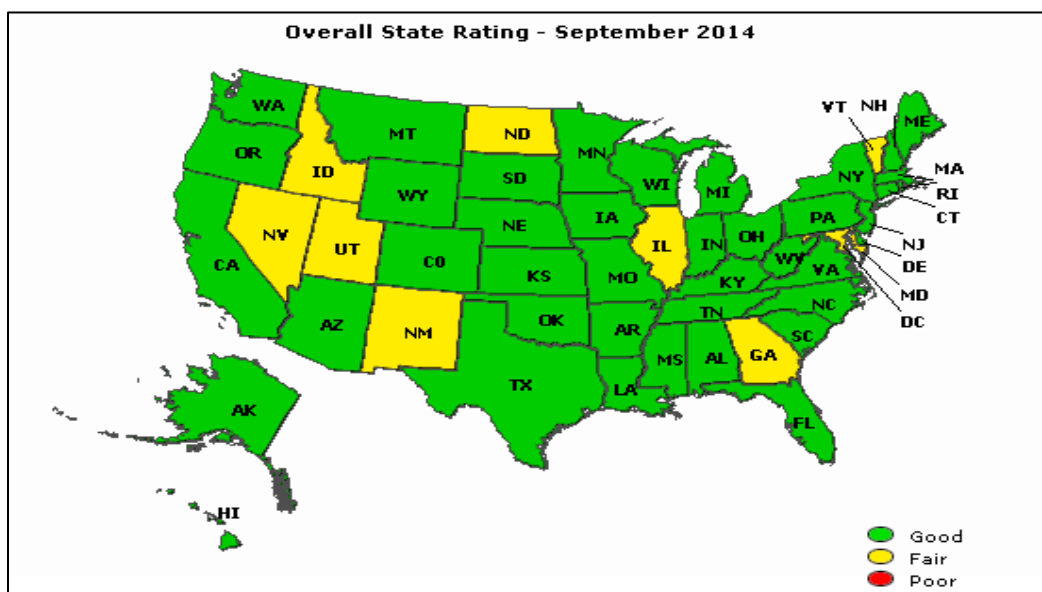 Overall State Rating - September 2014
WA
MT
ND
MN
VT
NH
ME
OR
ID
SD
WI
MI
NY
MA
RI
CT
WY
NE
IA
PA
NJ
NV
UT
CO
IL
IN
OH
WV
DE
CA
KS
MO
KY
VA
MD
DC
AZ
NM
OK
AR
TN
NC
SC
TX
MS
AL
GA
LA
FL
AK
HI
Good
Fair
Poor